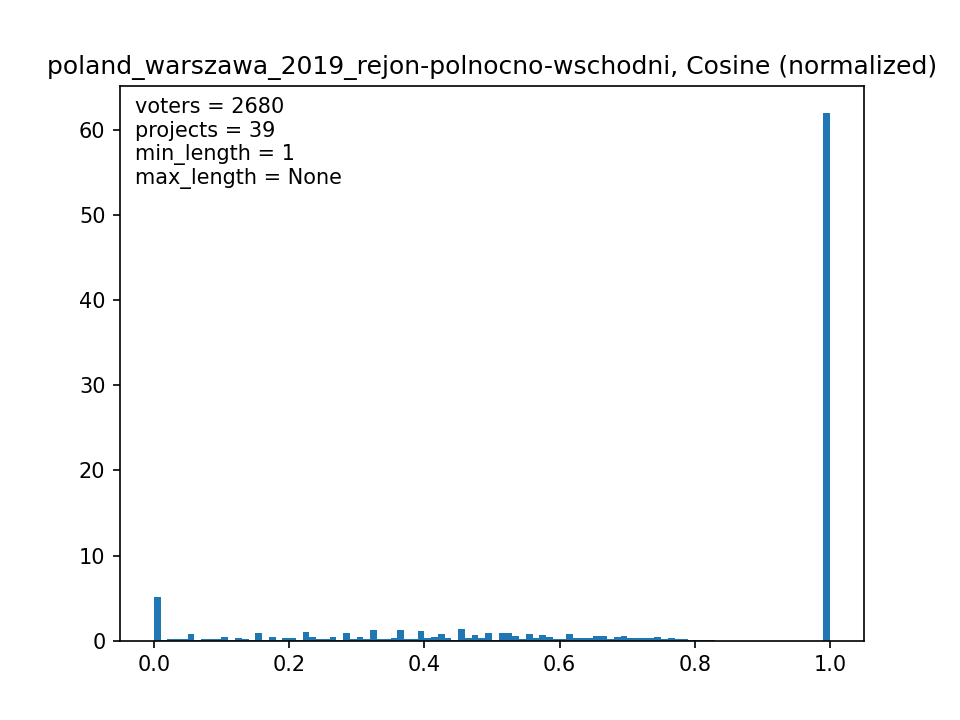 poland_warszawa_2019_rejon-polnocno-wschodni, Cosine (normalized)
voters = 2680
projects = 39
min_length = 1
max_length = None
60
50
40
30
20
10
0
0.0 0.2 0.4 0.6 0.8 1.0